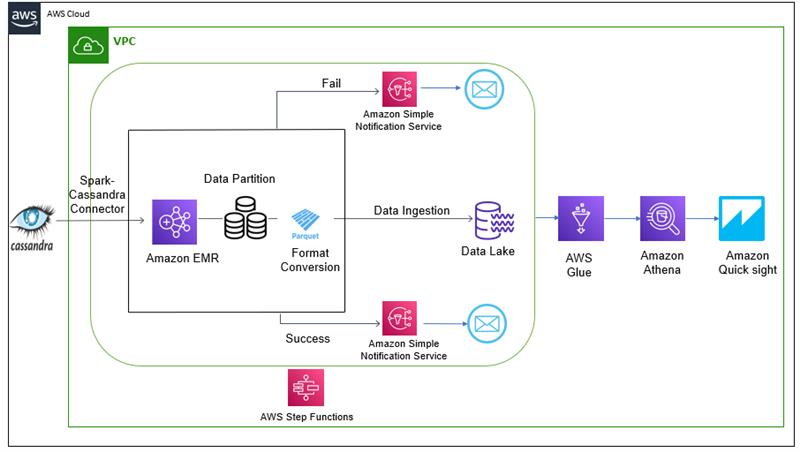 aws
AWS Cloud
VPC
Fail
Amazon Simple
Notification Service
Spark-
Cassandra
Connector
Data Partition
cassandra
Amazon EMR
Parquet
Format
Conversion
Data Ingestion
Data Lake
AWS
Glue
Amazon
Athena
Amazon
Quick sight
Success
Amazon Simple
Notification Service
AWS Step Functions